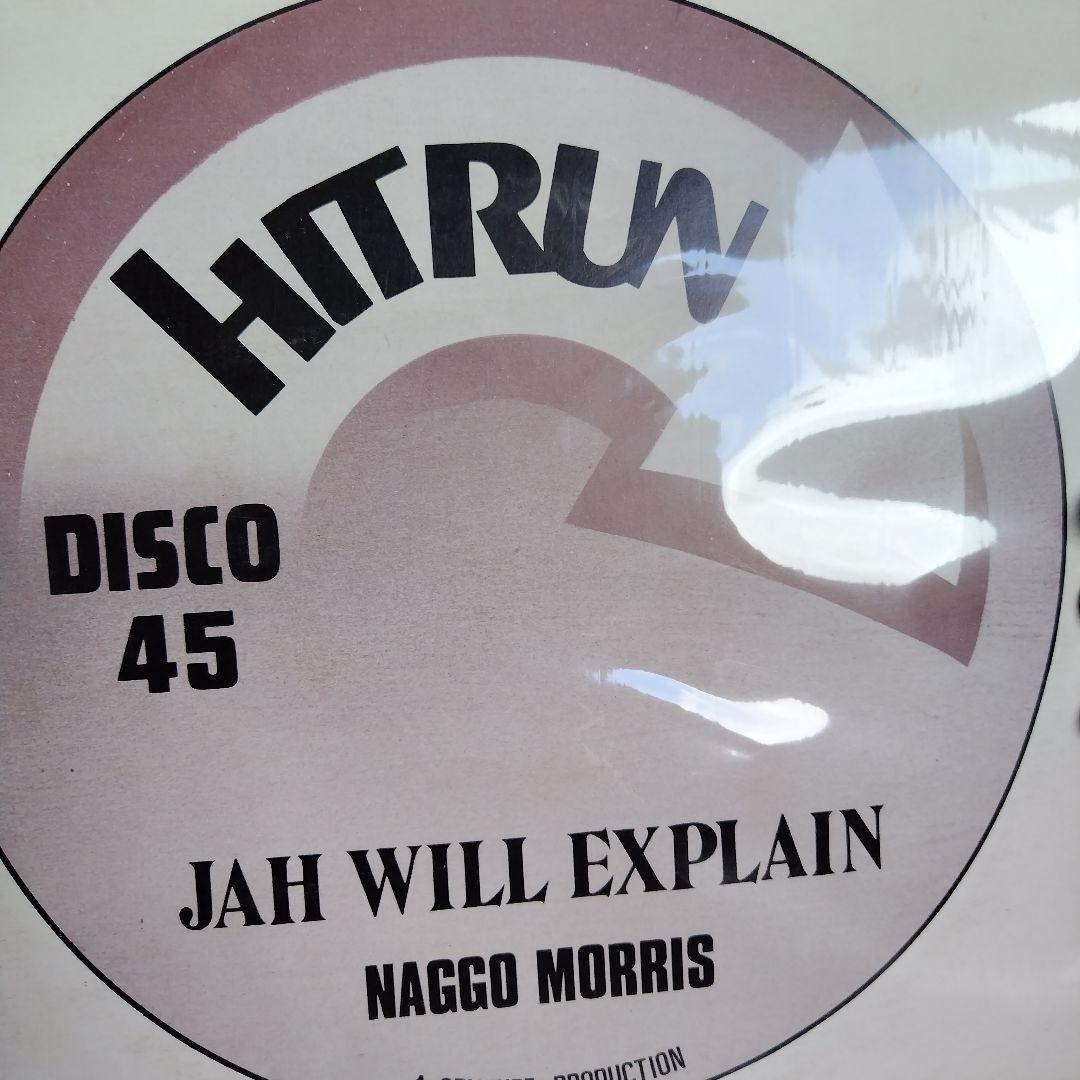 HITRUN
DISCO
45
JAH WILL EXPLAIN
NAGGO MORRIS
PRODUCTION